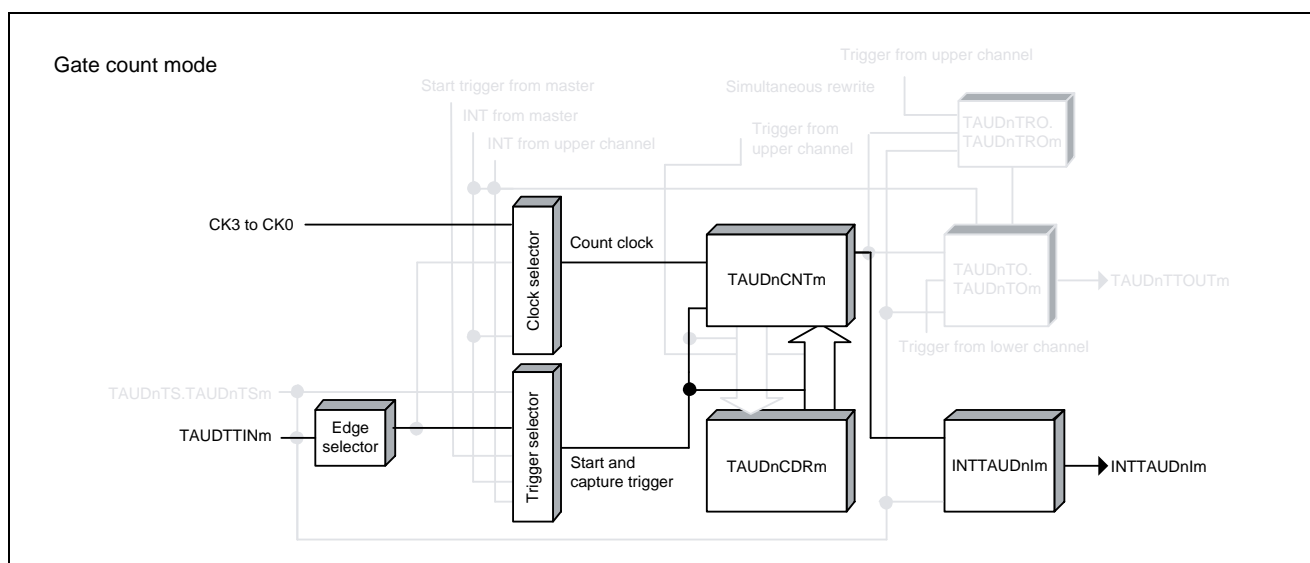 Gate count mode
Trigger from upper channel
Start trigger from master
Simultaneous rewrite
INT from master
Trigger from
upper channel
INT from upper channel
TAUDnTRO.
TAUDnTROm
CK3 to CK0
Clock selector
Count clock
TAUDnCNTm
TAUDnTO.
TAUDnTOm
TAUDnTTOUTm
Trigger from lower channel
TAUDnTS.TAUDnTSm
TAUDTTINm
Edge
selector
Trigger selector
Start and
capture trigger
TAUDnCDRm
INTTAUDnIm
INTTAUDnIm